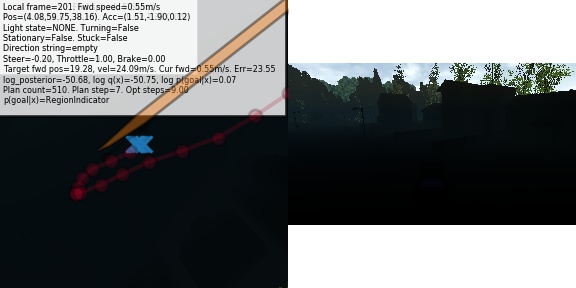 Local frame=201. Fwd speed=0.55m/s
Pos=(4.08,59.75,38.16). Acc=(1.51,-1.90,0.12)
Light state=NONE. Turning=False
Stationary=False. Stuck=False
Direction string=empty
Steer=-0.20, Throttle=1.00, Brake=0.00
Target fwd pos=19.28, vel=24.09m/s. Cur fwd=0.55m/s. Err=23.55
log_posterior=-50.68, log q(x)=-50.75, log p(goal|x)=0.07
Plan count=510. Plan step=7. Opt steps=9.00
p(goal|x)=RegionIndicator